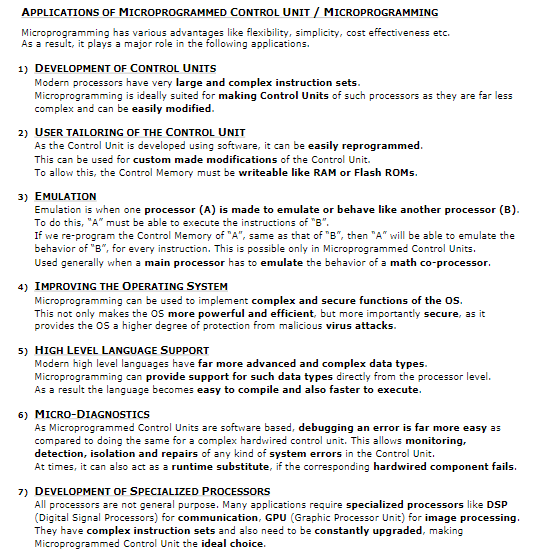 APPLICATIONS OF MICROPROGRAMMED CONTROL UNIT / MICROPROGRAMMING
Microprogramming has various advantages like flexibility, simplicity, cost effectiveness etc.
As a result, it plays a major role in the following applications.
1) DEVELOPMENT OF CONTROL UNITS
Modern processors have very large and complex instruction sets.
Microprogramming is ideally suited for making Control Units of such processors as they are far less
complex and can be easily modified.
2) USER TAILORING OF THE CONTROL UNIT
As the Control Unit is developed using software, it can be easily reprogrammed.
This can be used for custom made modifications of the Control Unit.
To allow this, the Control Memory must be writeable like RAM or Flash ROMs.
3) EMULATION
Emulation is when one processor (A) is made to emulate or behave like another processor (B).
To do this, "A" must be able to execute the instructions of "B".
If we re-program the Control Memory of "A", same as that of "B", then "A" will be able to emulate the
behavior of "B", for every instruction. This is possible only in Microprogrammed Control Units.
Used generally when a main processor has to emulate the behavior of a math co-processor.
4) IMPROVING THE OPERATING SYSTEM
Microprogramming can be used to implement complex and secure functions of the OS.
This not only makes the OS more powerful and efficient, but more importantly secure, as it
provides the OS a higher degree of protection from malicious virus attacks.
5) HIGH LEVEL LANGUAGE SUPPORT
Modern high level languages have far more advanced and complex data types.
Microprogramming can provide support for such data types directly from the processor level.
As a result the language becomes easy to compile and also faster to execute.
6) MICRO-DIAGNOSTICS
As Microprogrammed Control Units are software based, debugging an error is far more easy as
compared to doing the same for a complex hardwired control unit. This allows monitoring,
detection, isolation and repairs of any kind of system errors in the Control Unit.
At times, it can also act as a runtime substitute, if the corresponding hardwired component fails.
7) DEVELOPMENT OF SPECIALIZED PROCESSORS
All processors are not general purpose. Many applications require specialized processors like DSP
(Digital Signal Processors) for communication, GPU (Graphic Processor Unit) for image processing.
They have complex instruction sets and also need to be constantly upgraded, making
Microprogrammed Control Unit the ideal choice.